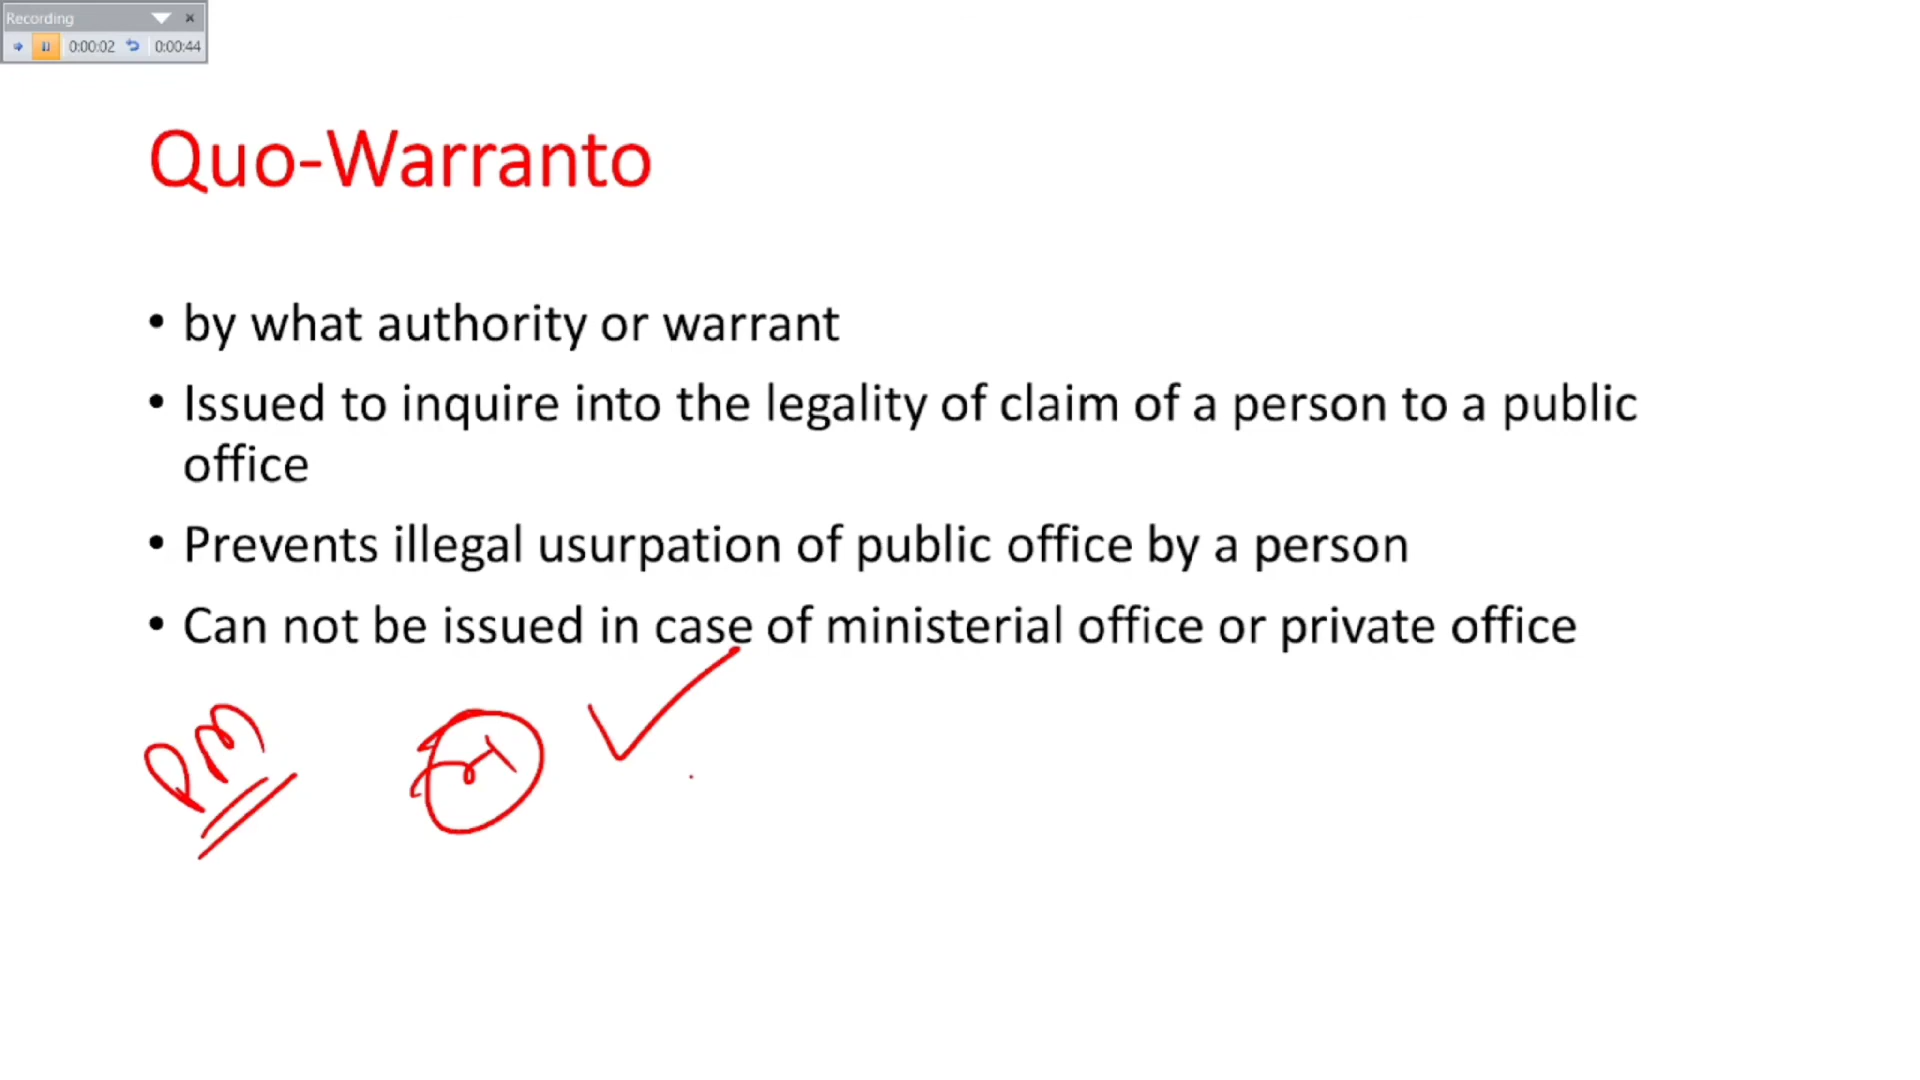 Recording
0:00:02 0:00:44
Quo-Warranto
• by what authority or warrant
• Issued to inquire into the legality of claim of a person to a public
office
• Prevents illegal usurpation of public office by a person
• Can not be issued in case of ministerial office or private office
PM